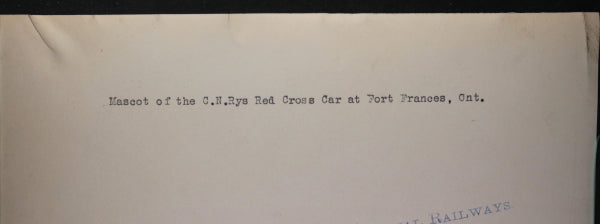 Mascot of the C.N.Rys Red Cross Car at Fort Frances, Ont.
RAILWAYS.